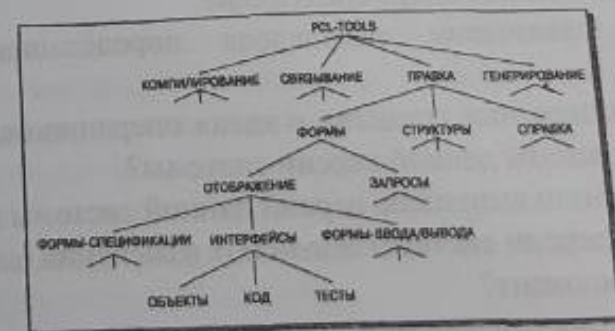 PCL-TOOLS
КОМПИЛИРОВАНИЕ СВЯЗЫВАНИЕ ПРАВКА ГЕНЕРИРОВАНИЕ
ФОРМЫ СТРУКТУРЫ СПРАВКА
ОТОБРАЖЕНИЕ ЗАПРОСЫ
ФОРМЫ-СПЕЦИФИКАЦИИ ИНТЕРФЕЙСЫ ФОРМЫ-ВВОДА/ВЫВОДА
ОБЪЕКТЫ КОД ТЕСТЫ